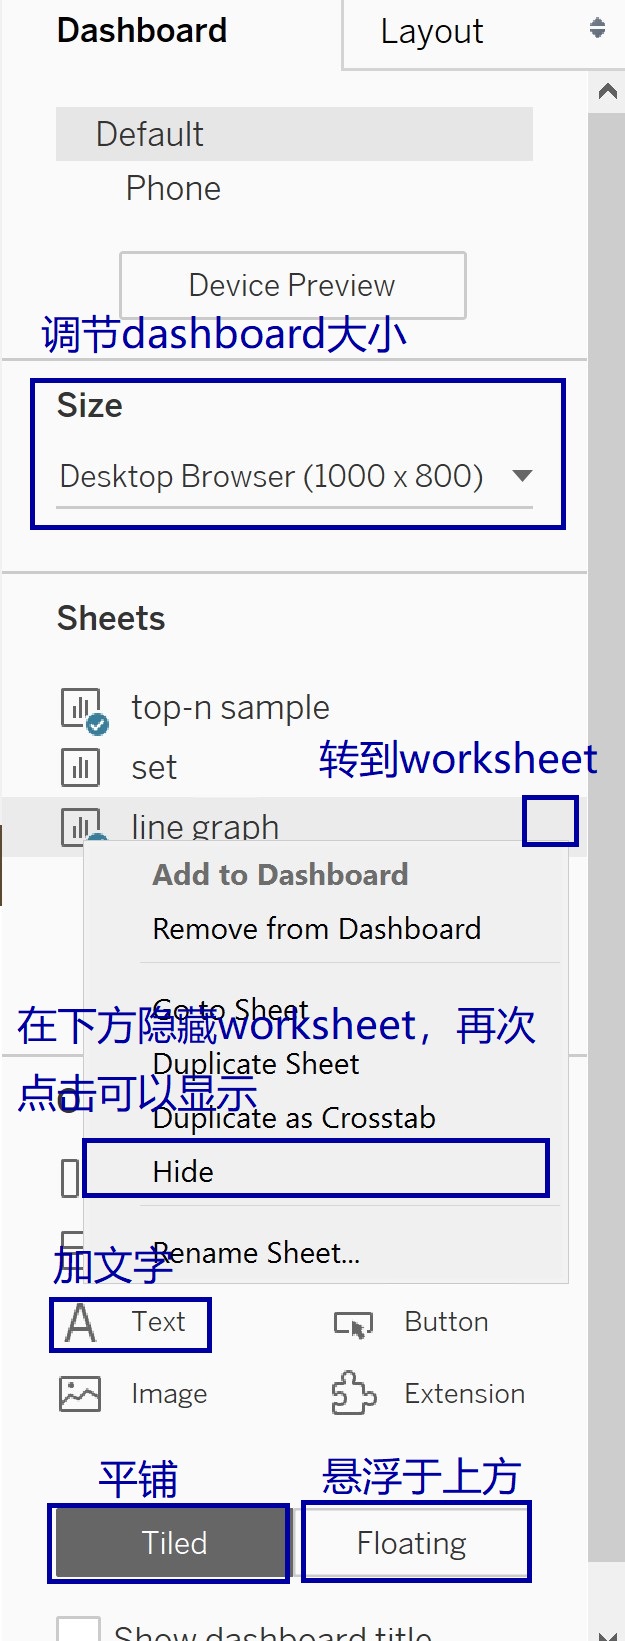 Dashboard
Layout
Default
Phone
Device Preview
调节dashboard大小
Size
Desktop Browser (1000 x 800)
Sheets
top-n sample
set
转到worksheet
line graph
Add to Dashboard
Remove from Dashboard
Go to Sheet
在下方隐藏worksheet，再次
Duplicate Sheet
点击可以显示
Duplicate as Crosstab
Hide
Rename Sheet...
加文字
Text
Button
Image
Extension
平铺
悬浮于上方
Tiled
Floating
Show dashboard title